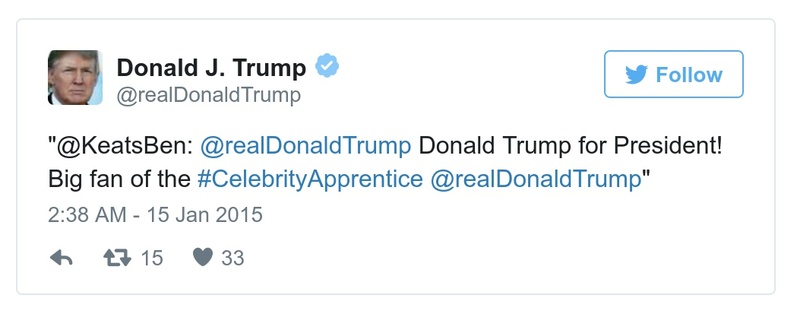 Donald J. Trump
@realDonaldTrump
Follow
"@KeatsBen: @realDonaldTrump Donald Trump for President!
Big fan of the #CelebrityApprentice @realDonaldTrump"
2:38 AM - 15 Jan 2015
15 33